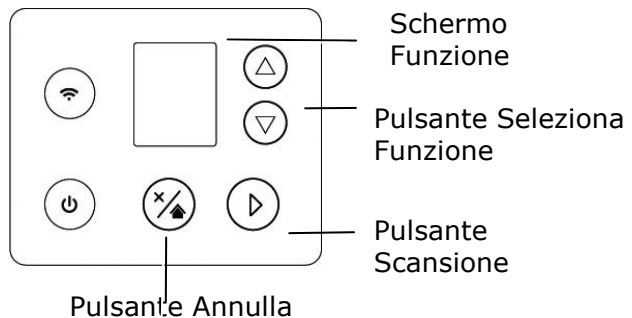 Schermo
Funzione
Pulsante Seleziona
Funzione
Pulsante
Scansione
Pulsante Annulla